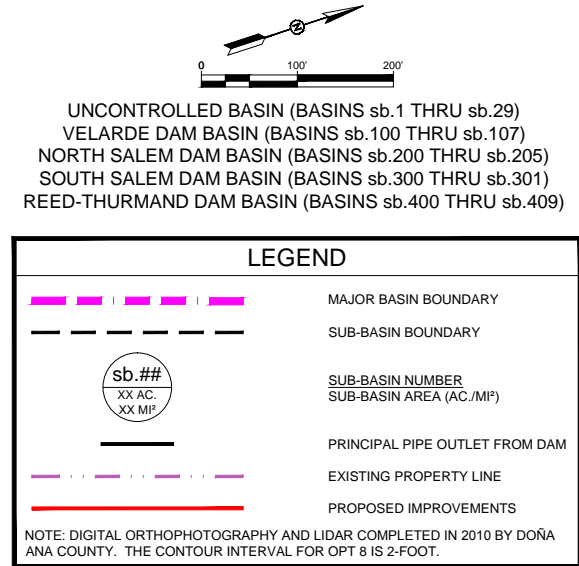 N
0 100' 200'
UNCONTROLLED BASIN (BASINS sb.1 THRU sb.29)
VELARDE DAM BASIN (BASINS sb.100 THRU sb.107)
NORTH SALEM DAM BASIN (BASINS sb.200 THRU sb.205)
SOUTH SALEM DAM BASIN (BASINS sb.300 THRU sb.301)
REED-THURMAND DAM BASIN (BASINS sb.400 THRU sb.409)
LEGEND
MAJOR BASIN BOUNDARY
SUB-BASIN BOUNDARY
sb.##
XX AC.
XX MI²
SUB-BASIN NUMBER
SUB-BASIN AREA (AC./MI²)
PRINCIPAL PIPE OUTLET FROM DAM
EXISTING PROPERTY LINE
PROPOSED IMPROVEMENTS
NOTE: DIGITAL ORTHOPHOTOGRAPHY AND LIDAR COMPLETED IN 2010 BY DOÑA
ANA COUNTY. THE CONTOUR INTERVAL FOR OPT 8 IS 2-FOOT.